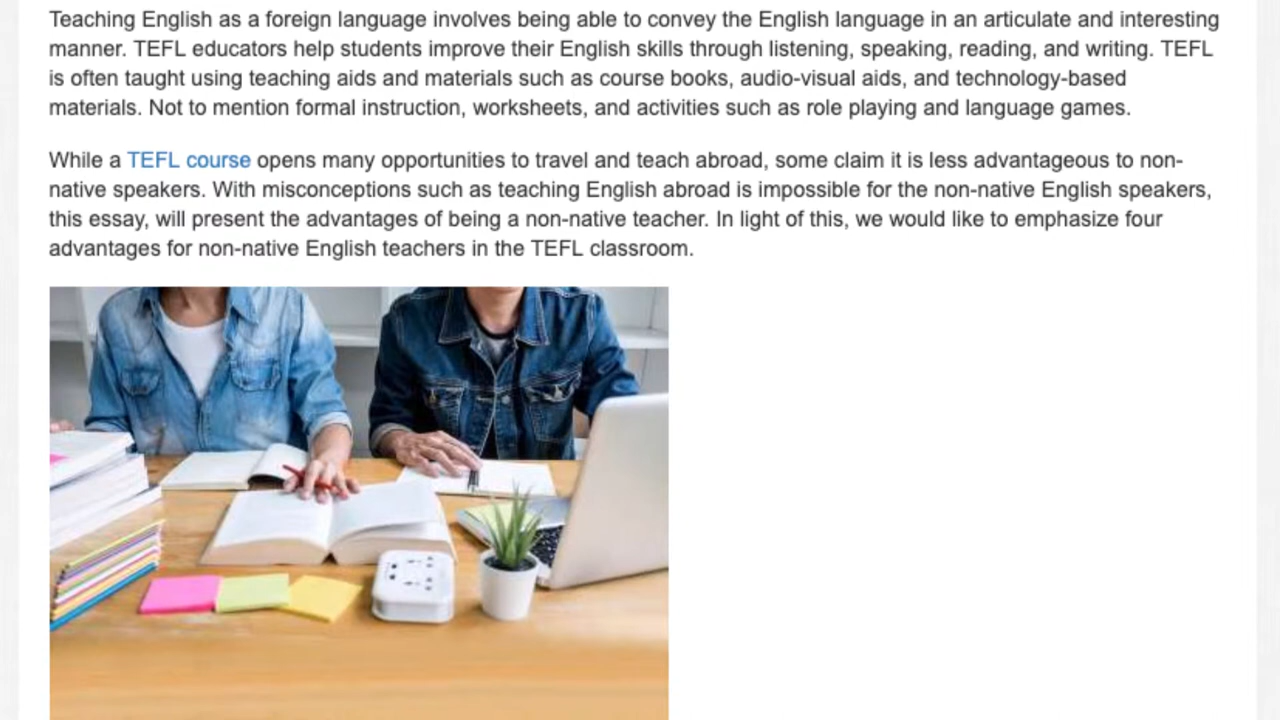 Teaching English as a foreign language involves being able to convey the English language in an articulate and interesting
manner. TEFL educators help students improve their English skills through listening, speaking, reading, and writing. TEFL
is often taught using teaching aids and materials such as course books, audio-visual aids, and technology-based
materials. Not to mention formal instruction, worksheets, and activities such as role playing and language games.
While a TEFL course opens many opportunities to travel and teach abroad, some claim it is less advantageous to non-
native speakers. With misconceptions such as teaching English abroad is impossible for the non-native English speakers,
this essay, will present the advantages of being a non-native teacher. In light of this, we would like to emphasize four
advantages for non-native English teachers in the TEFL classroom.